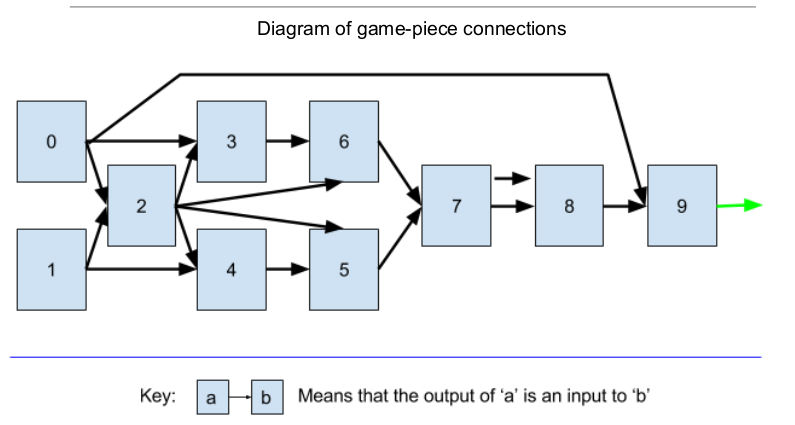 Diagram of game-piece connections
0
3
6
2
7
8
9
1
4
5
Key:
a
b
Means that the output of ‘a’ is an input to ‘b’